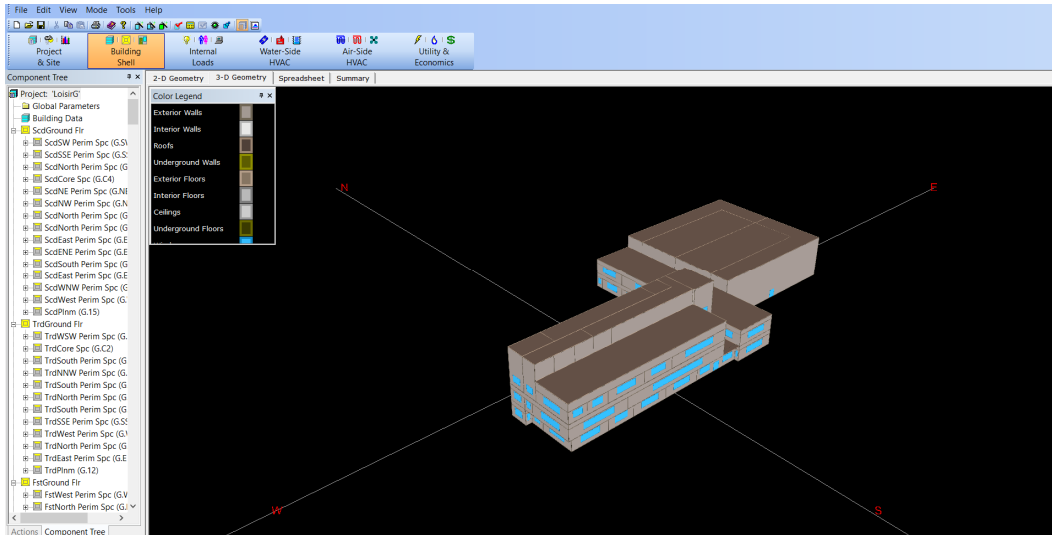 File Edit View Mode Tools Help
Project & Site
Building Shell
Internal Loads
Water-Side HVAC
Air-Side HVAC
Utility & Economics
Component Tree
2-D Geometry 3-D Geometry Spreadsheet Summary
Project: 'LoisirG'
Global Parameters
Building Data
ScdGround Flr
ScdSW Perim Spc (G.SW
ScdSSE Perim Spc (G.S
ScdNorth Perim Spc (G
ScdCore Spc (G.C4)
ScdNE Perim Spc (G.NE
ScdNW Perim Spc (G.N
ScdNorth Perim Spc (G
ScdNorth Perim Spc (G
ScdEast Perim Spc (G.E
ScdENE Perim Spc (G.E
ScdSouth Perim Spc (G
ScdEast Perim Spc (G.E
ScdWNW Perim Spc (G
ScdWest Perim Spc (G.
ScdPlnm (G.15)
TrdGround Flr
TrdWSW Perim Spc (G.
TrdCore Spc (G.C2)
TrdSouth Perim Spc (G
TrdNNW Perim Spc (G.
TrdSouth Perim Spc (G
TrdNorth Perim Spc (G
TrdSouth Perim Spc (G
TrdSSE Perim Spc (G.SS
TrdWest Perim Spc (G.\
TrdNorth Perim Spc (G
TrdEast Perim Spc (G.E
TrdPlnm (G.12)
FstGround Flr
FstWest Perim Spc (G.V
FstNorth Perim Spc (G.I
Actions Component Tree
Color Legend
Exterior Walls
Interior Walls
Roofs
Underground Walls
Exterior Floors
Interior Floors
Ceilings
Underground Floors
N
E
W
S